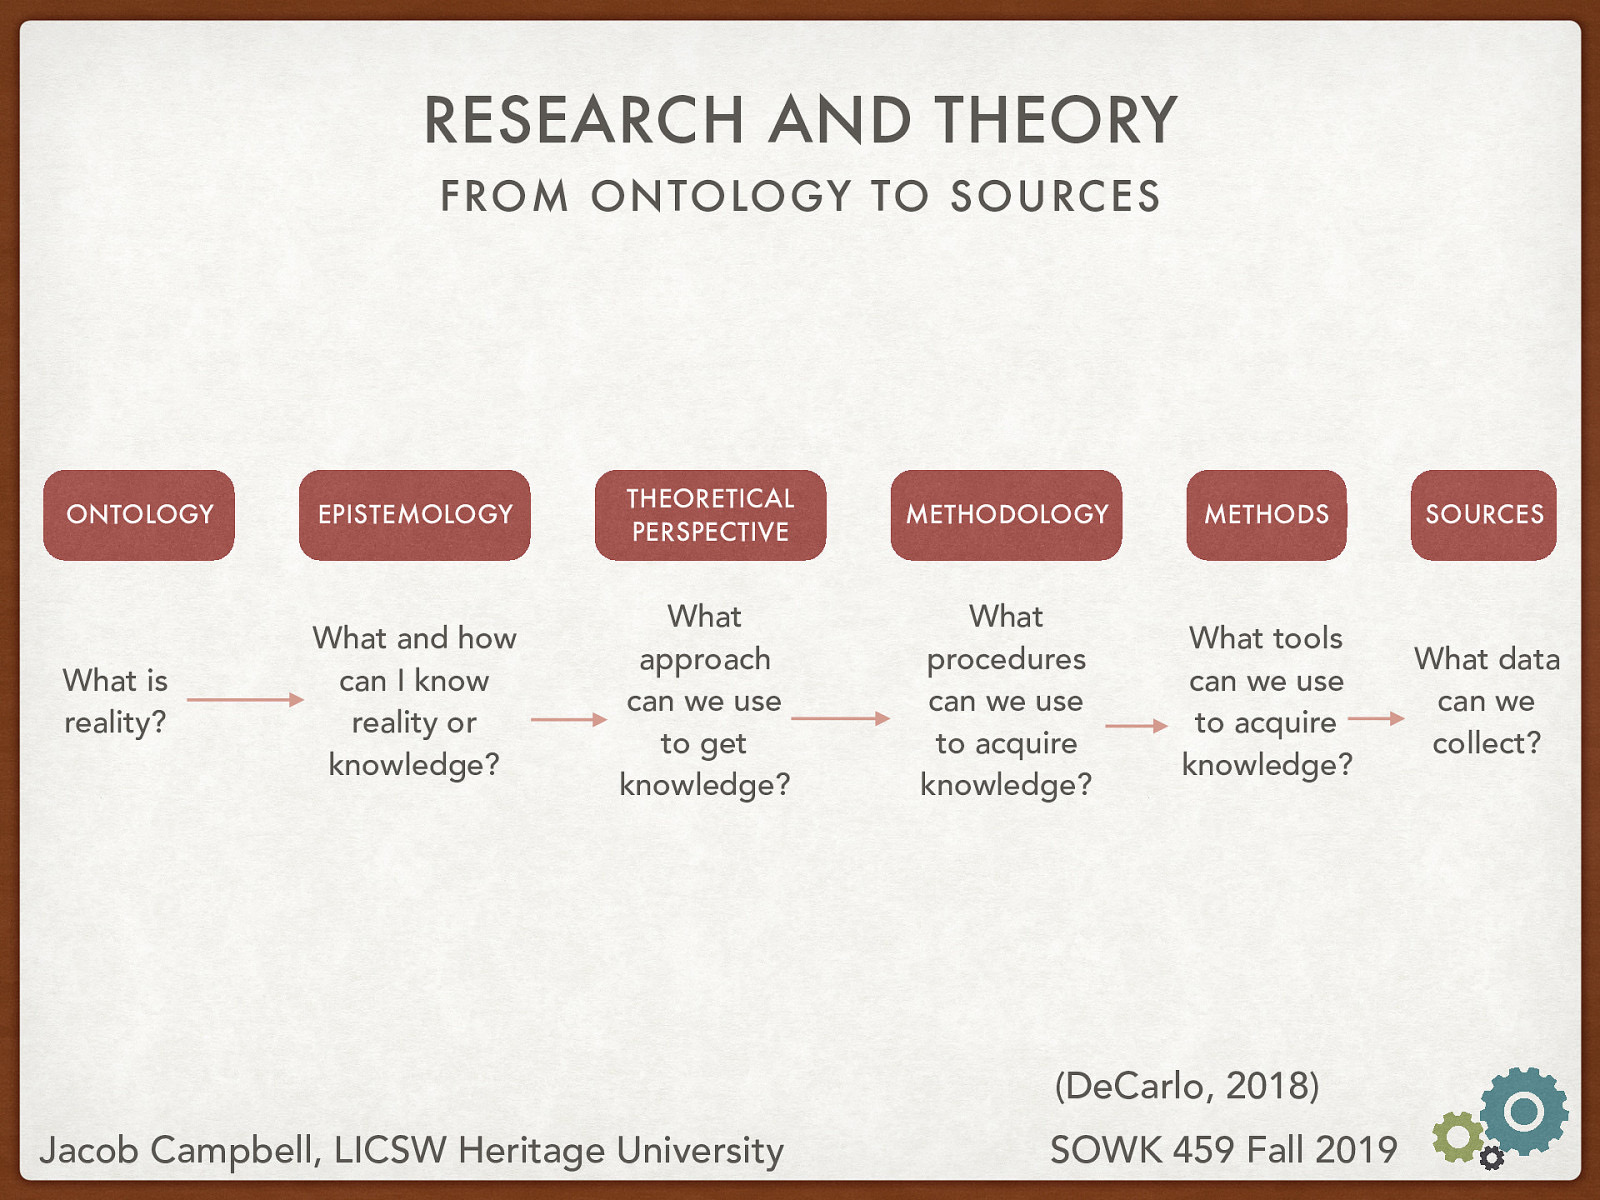 RESEARCH AND THEORY
FROM ONTOLOGY TO SOURCES
ONTOLOGY
What is
reality?
EPISTEMOLOGY
What and how
can I know
reality or
knowledge?
THEORETICAL
PERSPECTIVE
What
approach
can we use
to get
knowledge?
METHODOLOGY
What
procedures
can we use
to acquire
knowledge?
METHODS
What tools
can we use
to acquire
knowledge?
SOURCES
What data
can we
collect?
(DeCarlo, 2018)
Jacob Campbell, LICSW Heritage University
SOWK 459 Fall 2019